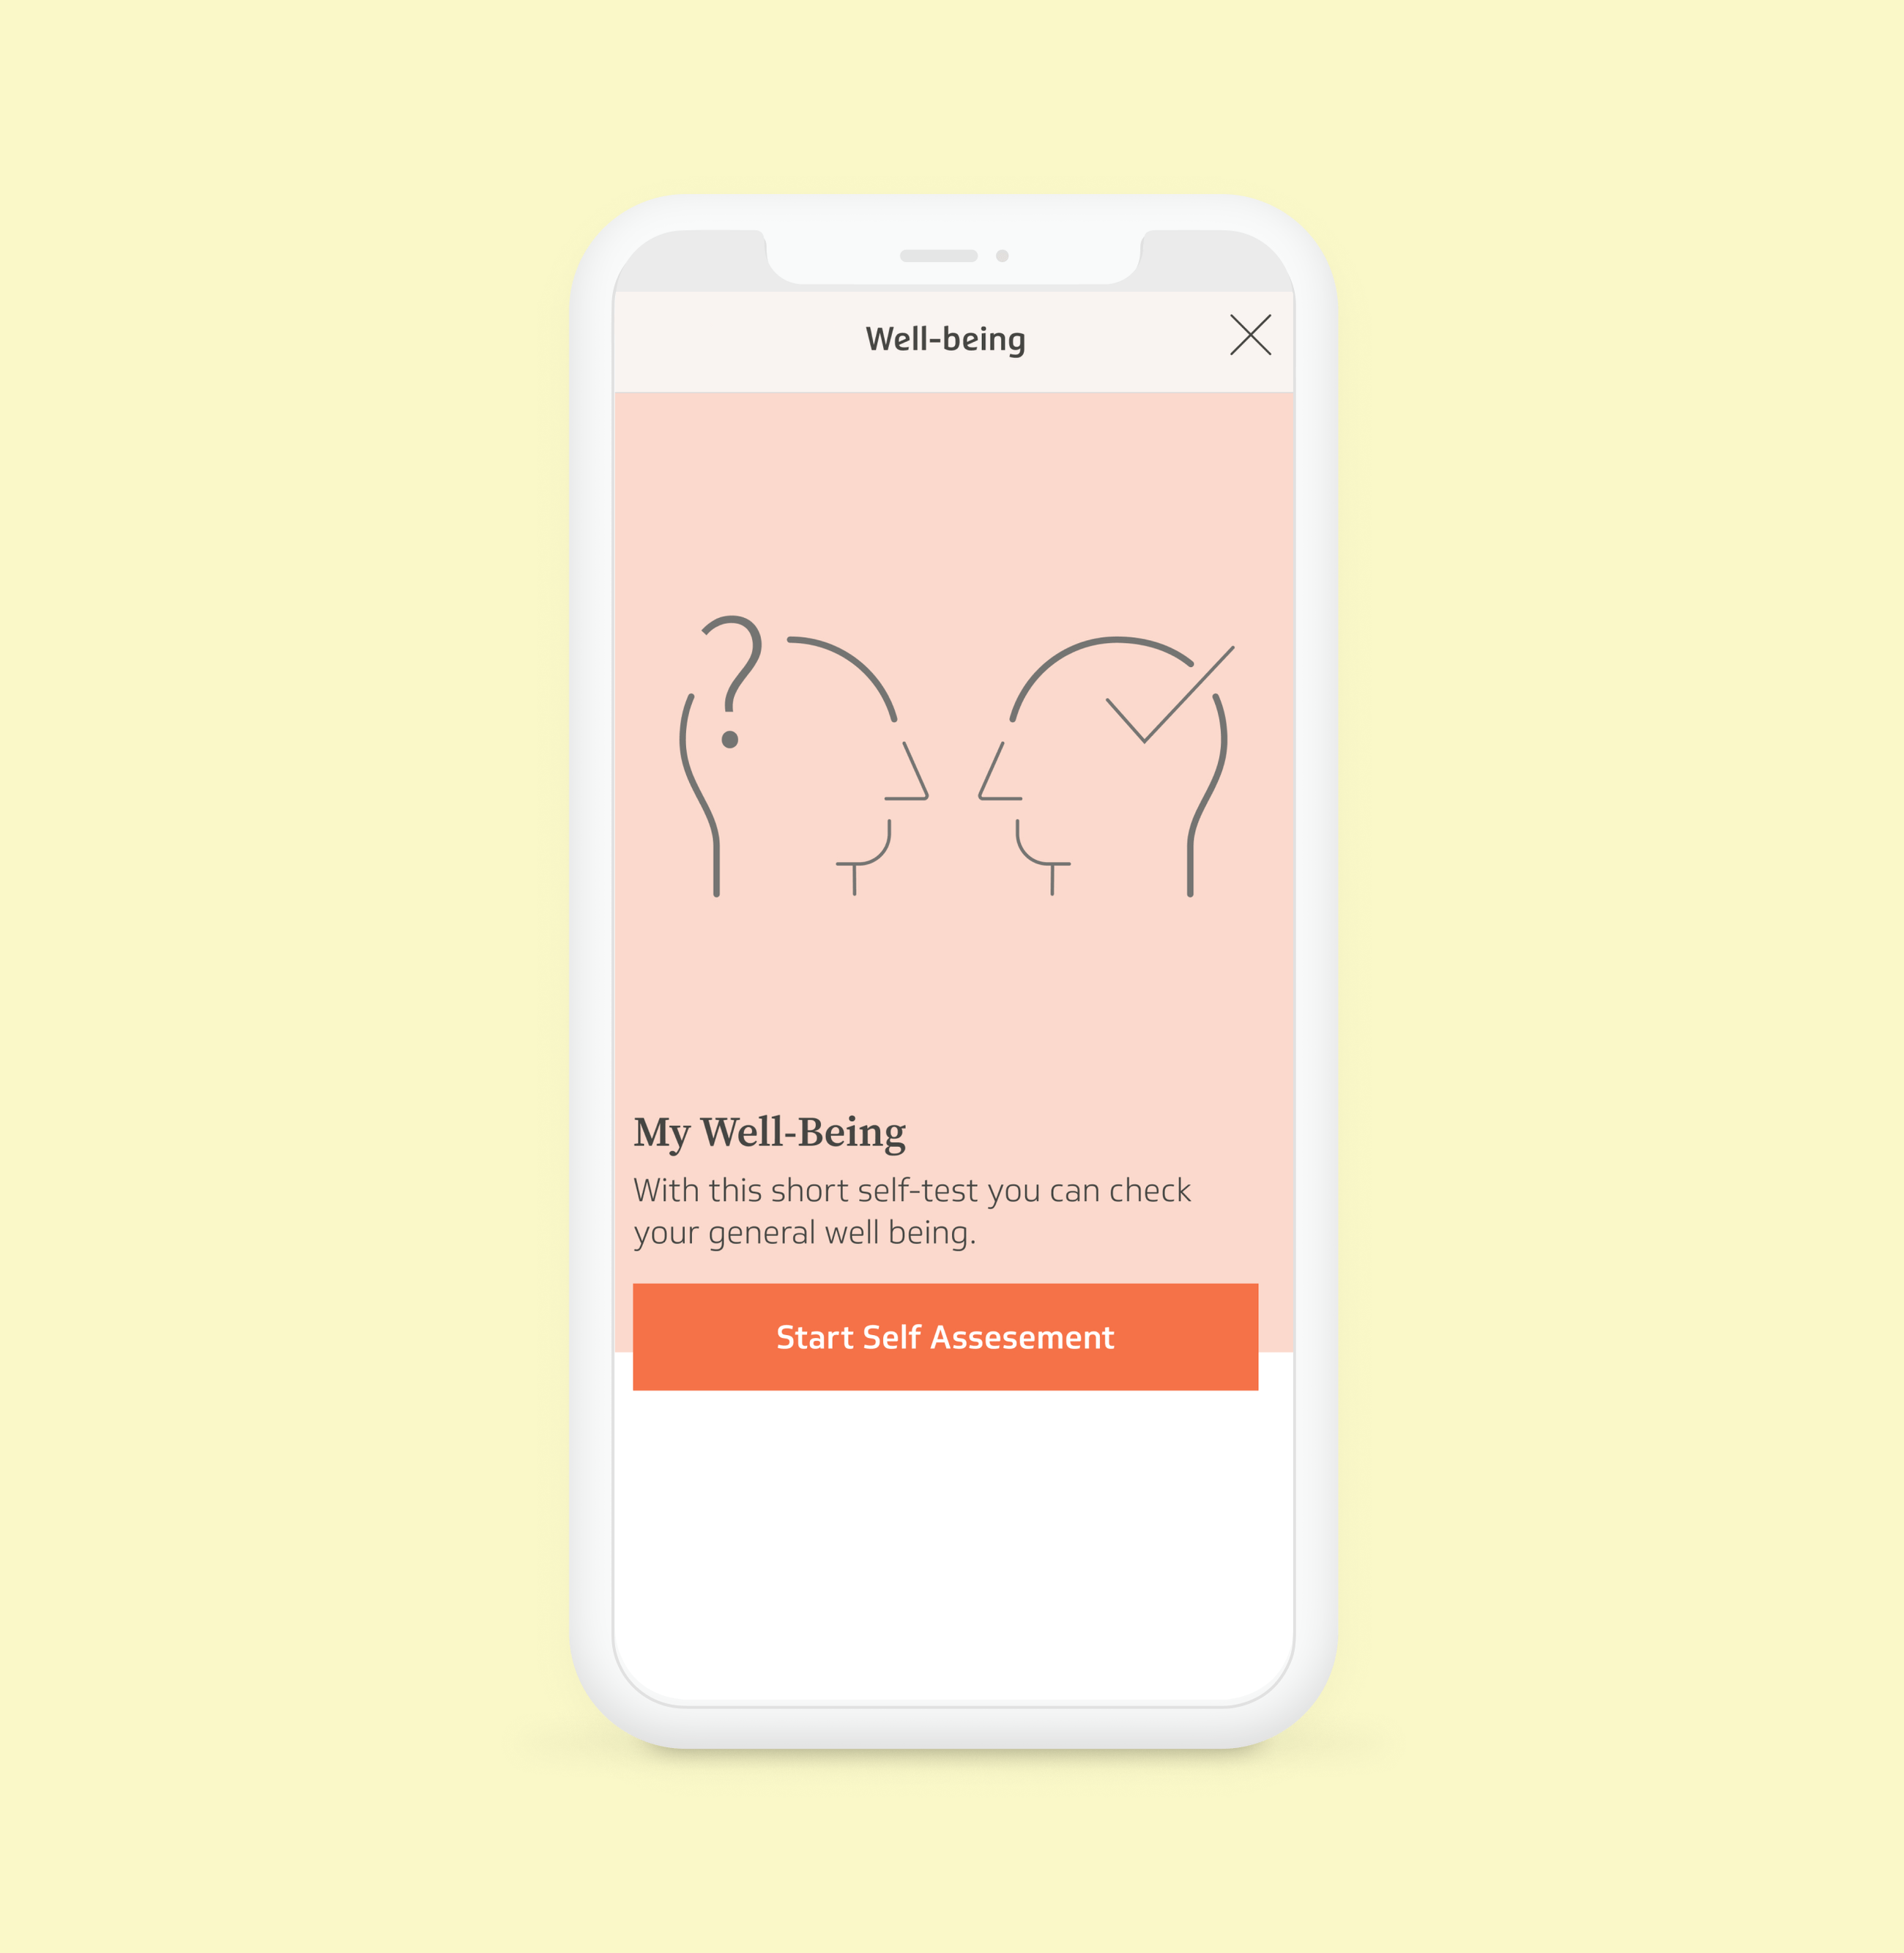 Well-being
My Well-Being
With this short self-test you can check
your general well being.
Start Self Assesement